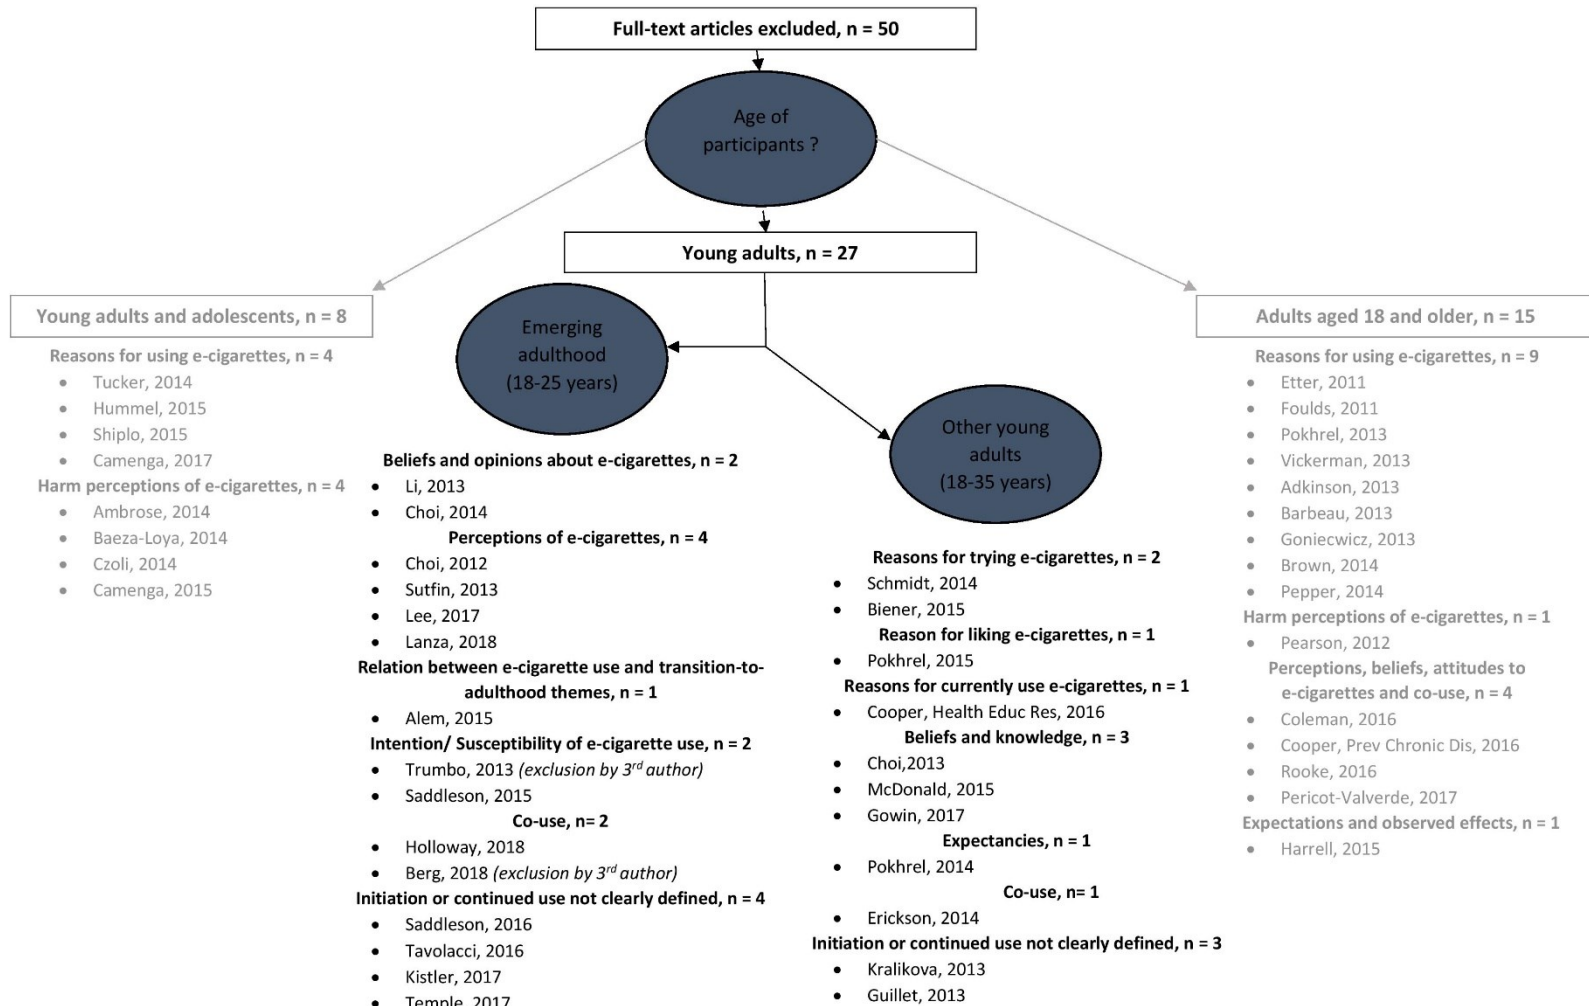 Full-text articles excluded, n = 50
Age of
participants ?
Young adults, n = 27
Young adults and adolescents, n = 8
Reasons for using e-cigarettes, n = 4
• Tucker, 2014
• Hummel, 2015
• Shiplo, 2015
• Camenga, 2017
Harm perceptions of e-cigarettes, n = 4
• Ambrose, 2014
• Baeza-Loya, 2014
• Czoli, 2014
• Camenga, 2015
Emerging
adulthood
(18-25 years)
Beliefs and opinions about e-cigarettes, n = 2
• Li, 2013
• Choi, 2014
Perceptions of e-cigarettes, n = 4
• Choi, 2012
• Sutfin, 2013
• Lee, 2017
• Lanza, 2018
Relation between e-cigarette use and transition-to-
adulthood themes, n = 1
• Alem, 2015
Intention/ Susceptibility of e-cigarette use, n = 2
• Trumbo, 2013 (exclusion by 3rd author)
• Saddleson, 2015
Co-use, n= 2
• Holloway, 2018
• Berg, 2018 (exclusion by 3rd author)
Initiation or continued use not clearly defined, n = 4
• Saddleson, 2016
• Tavolacci, 2016
• Kistler, 2017
• Temple, 2017
Other young
adults
(18-35 years)
Reasons for trying e-cigarettes, n = 2
• Schmidt, 2014
• Biener, 2015
Reason for liking e-cigarettes, n = 1
• Pokhrel, 2015
Reasons for currently use e-cigarettes, n = 1
• Cooper, Health Educ Res, 2016
Beliefs and knowledge, n = 3
• Choi,2013
• McDonald, 2015
• Gowin, 2017
Expectancies, n = 1
• Pokhrel, 2014
Co-use, n= 1
• Erickson, 2014
Initiation or continued use not clearly defined, n = 3
• Kralikova, 2013
• Guillet, 2013
Adults aged 18 and older, n = 15
Reasons for using e-cigarettes, n = 9
• Etter, 2011
• Foulds, 2011
• Pokhrel, 2013
• Vickerman, 2013
• Adkinson, 2013
• Barbeau, 2013
• Goniecwicz, 2013
• Brown, 2014
• Pepper, 2014
Harm perceptions of e-cigarettes, n = 1
• Pearson, 2012
Perceptions, beliefs, attitudes to
e-cigarettes and co-use, n = 4
• Coleman, 2016
• Cooper, Prev Chronic Dis, 2016
• Rooke, 2016
• Pericot-Valverde, 2017
Expectations and observed effects, n = 1
• Harrell, 2015